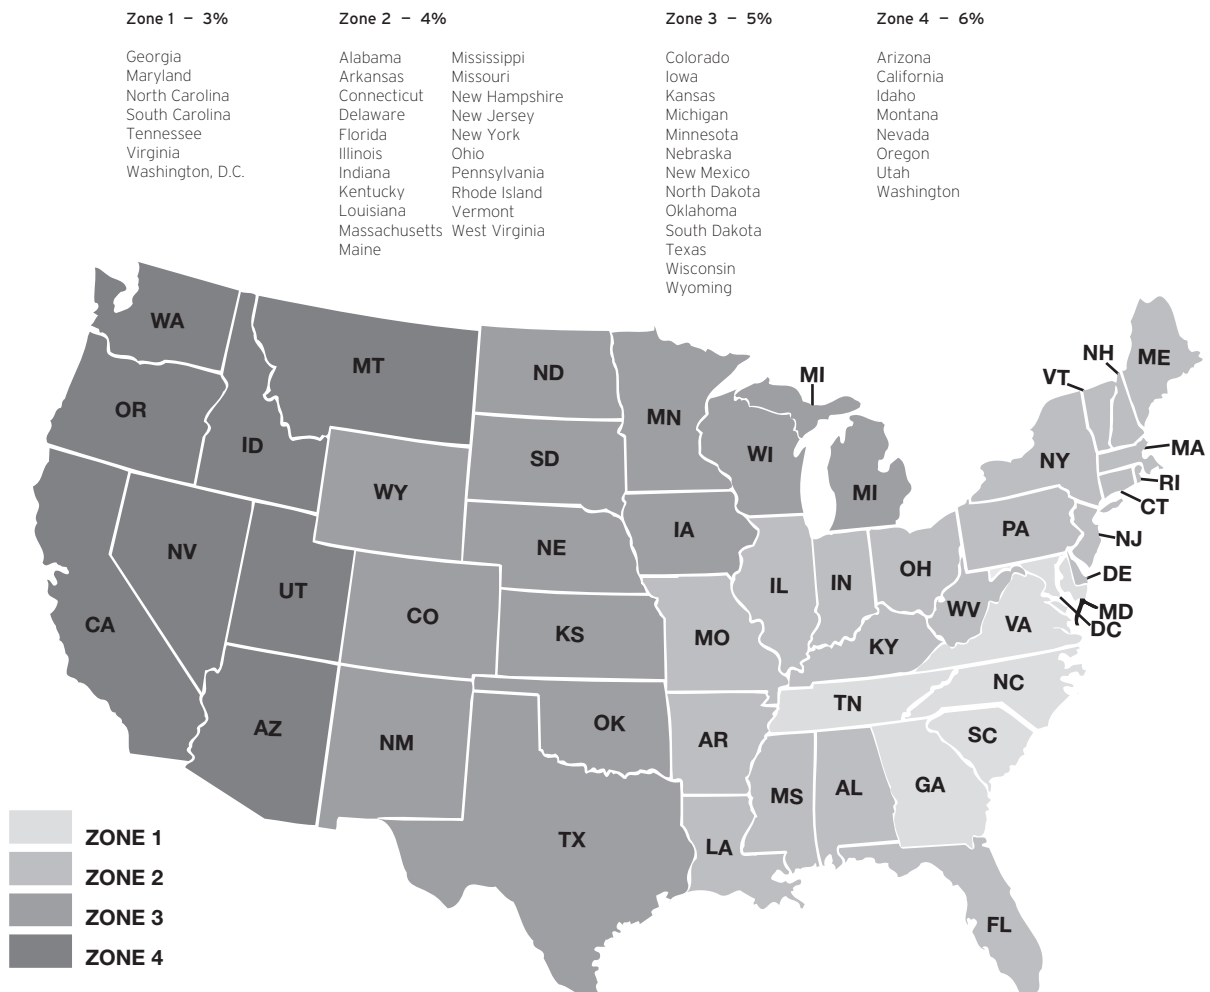 Zone 1 – 3%
Georgia
Maryland
North Carolina
South Carolina
Tennessee
Virginia
Washington, D.C.
Zone 2 – 4%
Alabama
Arkansas
Connecticut
Delaware
Florida
Illinois
Indiana
Kentucky
Louisiana
Massachusetts
Maine
Mississippi
Missouri
New Hampshire
New Jersey
New York
Ohio
Pennsylvania
Rhode Island
Vermont
West Virginia
Zone 3 – 5%
Colorado
Iowa
Kansas
Michigan
Minnesota
Nebraska
New Mexico
North Dakota
Oklahoma
South Dakota
Texas
Wisconsin
Wyoming
Zone 4 – 6%
Arizona
California
Idaho
Montana
Nevada
Oregon
Utah
Washington
WA
MT
ND
MN
MI
NH
ME
VT
OR
ID
SD
WI
MI
NY
MA
RI
CT
WY
NV
UT
NE
IA
PA
NJ
CA
CO
KS
MO
IL
IN
OH
WV
KY
VA
DE
MD
DC
AZ
NM
OK
AR
TN
NC
SC
TX
LA
MS
AL
GA
FL
ZONE 1
ZONE 2
ZONE 3
ZONE 4